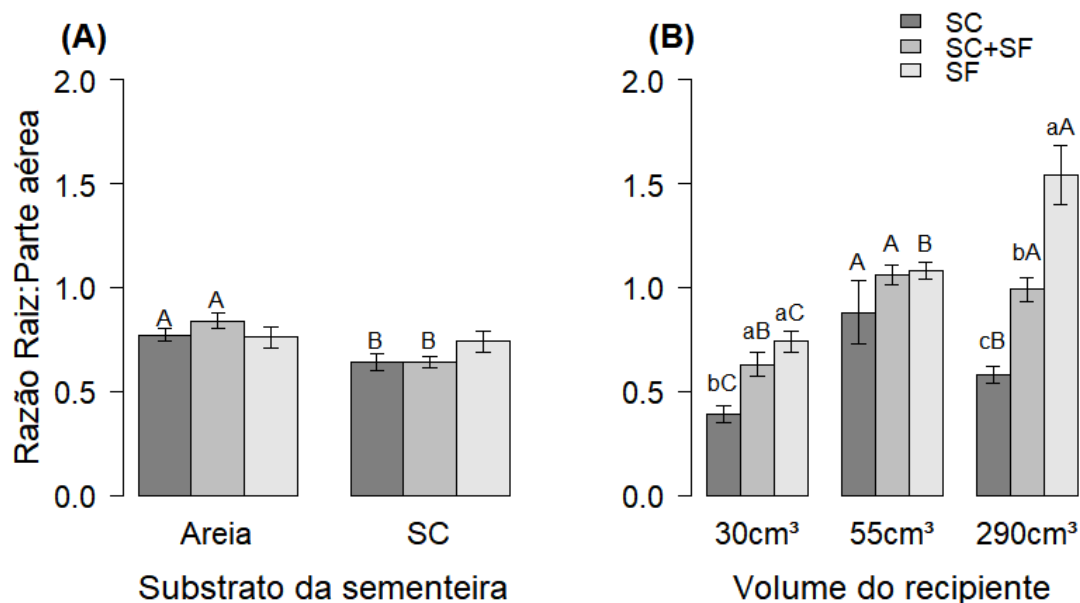 (A)
Razão Raiz:Parte aérea
2.0
1.5
1.0
0.5
0.0
A
A
B
B
Areia
SC
Substrato da sementeira
(B)
SC
SC+SF
SF
2.0
1.5
1.0
0.5
0.0
bC
aB
aC
A
A
B
cB
bA
aA
30cm³
55cm³
290cm³
Volume do recipiente